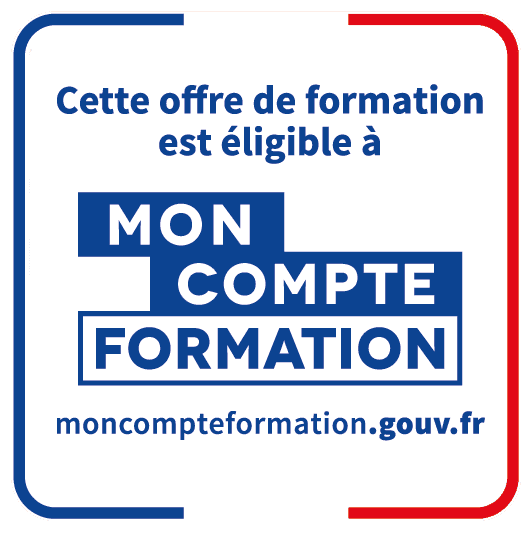 Cette offre de formation
est éligible à
MON
COMPTE
FORMATION
moncompteformation.gouv.fr